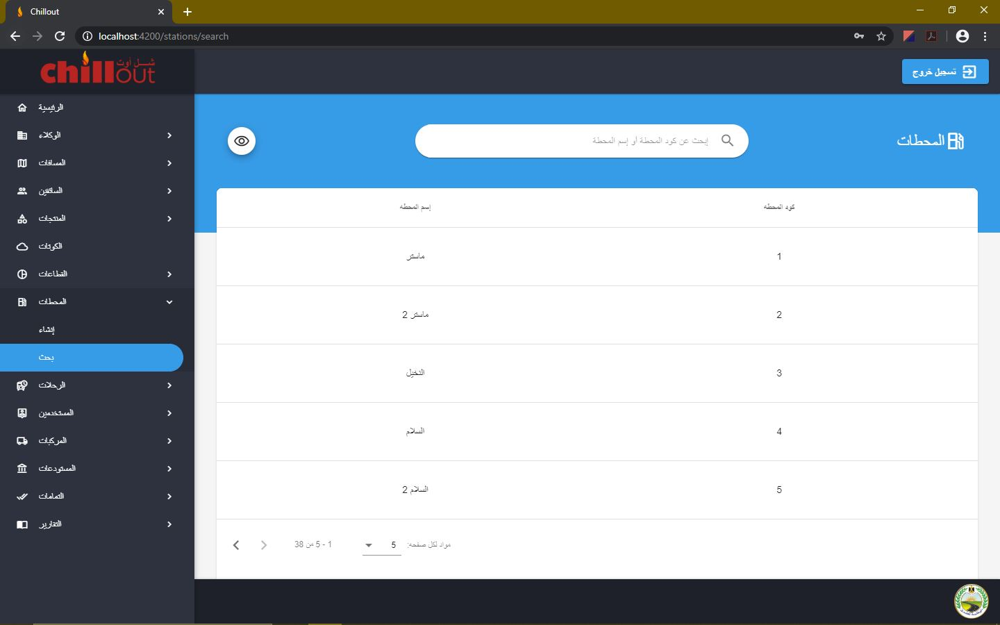 Chillout
localhost:4200/stations/search
شــل أوت
chillout
تسجيل خروج
الرئيسية
الوكلاء
المسافات
السائقين
المنتجات
الكوتات
القطاعات
المحطات
إنشاء
بحث
الرحلات
المستخدمين
المركبات
المستودعات
التمامات
التقارير
المحطات
إبحث عن كود المحطة أو إسم المحطة
كود المحطه إسم المحطه
1 ماستر
2 ماستر 2
3 النخيل
4 السلام
5 السلام 2
مواد لكل صفحه: 5 1 - 5 من 38